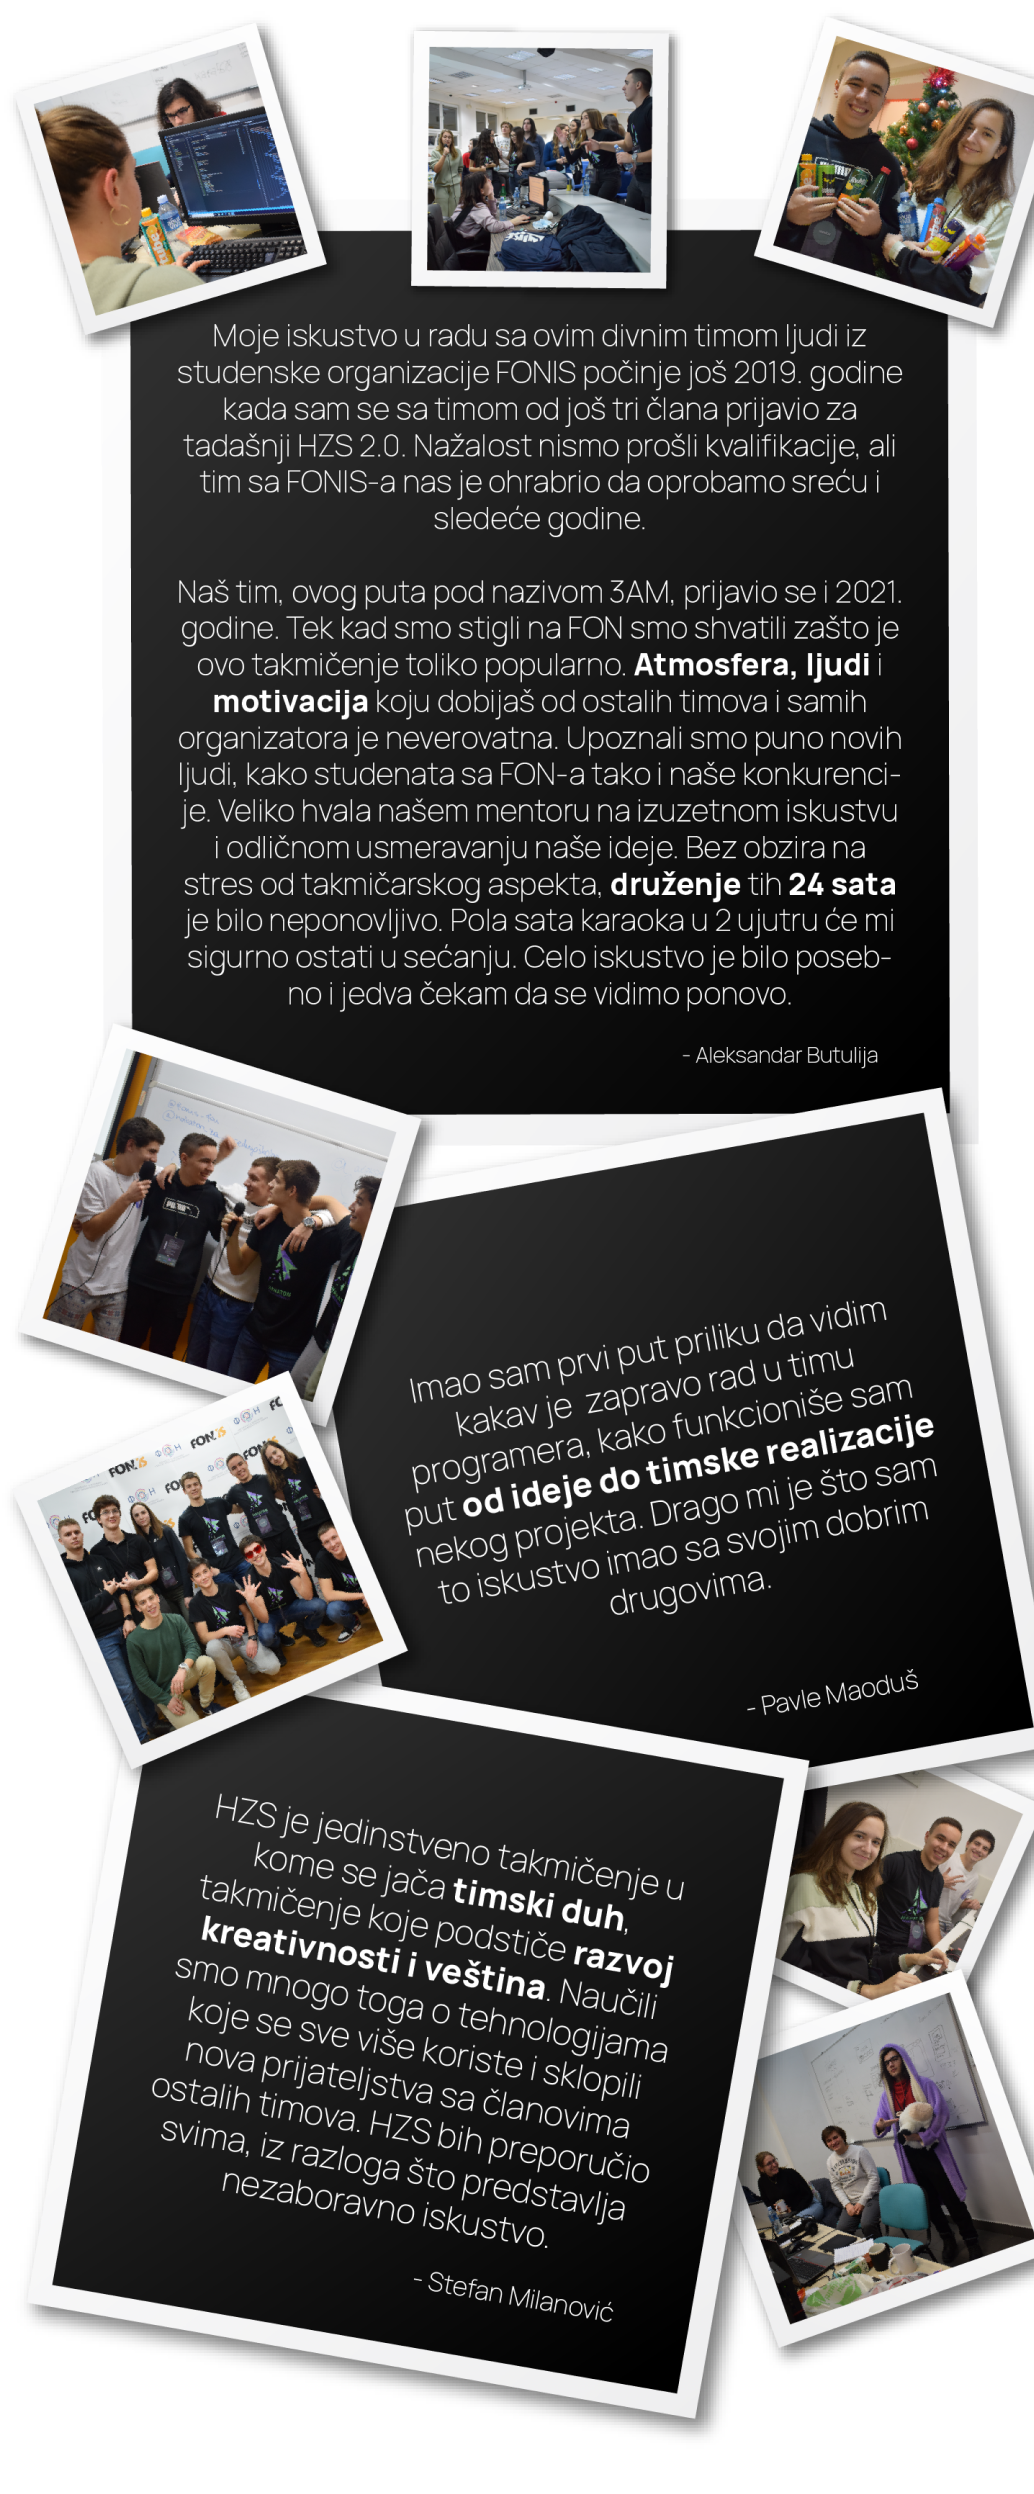 Moje iskustvo u radu sa ovim divnim timom ljudi iz
studenske organizacije FONIS počinje još 2019. godine
kada sam se sa timom od još tri člana prijavio za
tadašnji HZS 2.0. Nažalost nismo prošli kvalifikacije, ali
tim sa FONIS-a nas je ohrabrio da oprobamo sreću i
sledeće godine.
Naš tim, ovog puta pod nazivom 3AM, prijavio se i 2021.
godine. Tek kad smo stigli na FON smo shvatili zašto je
ovo takmičenje toliko popularno. Atmosfera, ljudi i
motivacija koju dobijaš od ostalih timova i samih
organizatora je neverovatna. Upoznali smo puno novih
ljudi, kako studenata sa FON-a tako i naše konkurenci-
je. Veliko hvala našem mentoru na izuzetnom iskustvu
i odličnom usmeravanju naše ideje. Bez obzira na
stres od takmičarskog aspekta, druženje tih 24 sata
je bilo neponovljivo. Pola sata karaoka u 2 ujutru će mi
sigurno ostati u sećanju. Celo iskustvo je bilo poseb-
no i jedva čekam da se vidimo ponovo.
- Aleksandar Butulija
Imao sam prvi put priliku da vidim
kakav je zapravo rad u timu
programera, kako funkcioniše sam
put od ideje do timske realizacije
nekog projekta. Drago mi je što sam
to iskustvo imao sa svojim dobrim
drugovima.
- Pavle Maoduš
HZS je jedinstveno takmičenje u
kome se jača timski duh,
takmičenje koje podstiče razvoj
kreativnosti i veština. Naučili
smo mnogo toga o tehnologijama
koje se sve više koriste i sklopili
nova prijateljstva sa članovima
ostalih timova. HZS bih preporučio
svima, iz razloga što predstavlja
nezaboravno iskustvo.
- Stefan Milanović